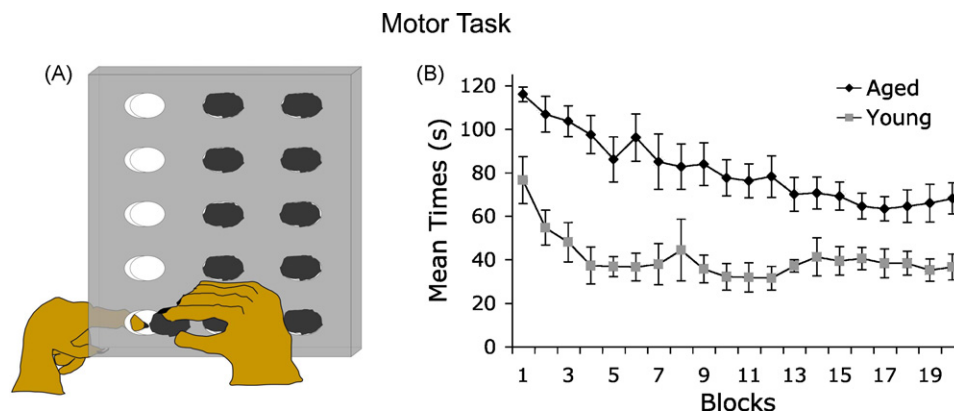 Motor Task
(A)
(B)
Aged
Young
Mean Times (s)
120
100
80
60
40
20
0
1 3 5 7 9 11 13 15 17 19
Blocks